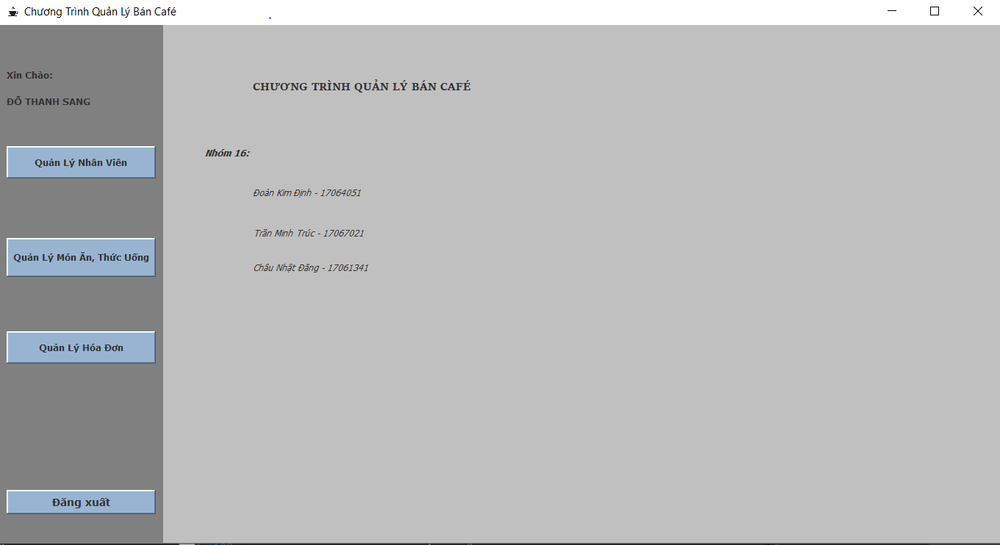 Chương Trình Quản Lý Bán Café
Xin Chào:
ĐỖ THANH SANG
Quản Lý Nhân Viên
Quản Lý Món Ăn, Thức Uống
Quản Lý Hóa Đơn
Đăng xuất
CHƯƠNG TRÌNH QUẢN LÝ BÁN CAFÉ
Nhóm 16:
Đoàn Kim Định - 17064051
Trần Minh Trúc - 17067021
Châu Nhật Đăng - 17061341